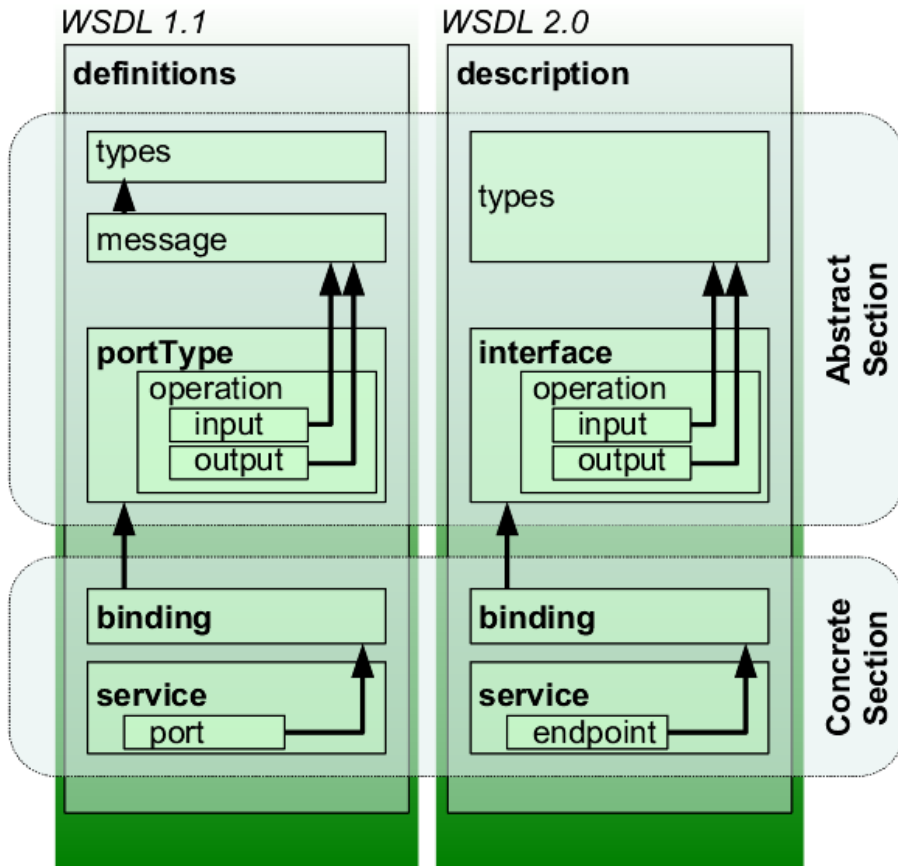 WSDL 1.1
definitions
types
message
portType
operation
input
output
binding
service
port
WSDL 2.0
description
types
interface
operation
input
output
binding
service
endpoint
Abstract
Section
Concrete
Section